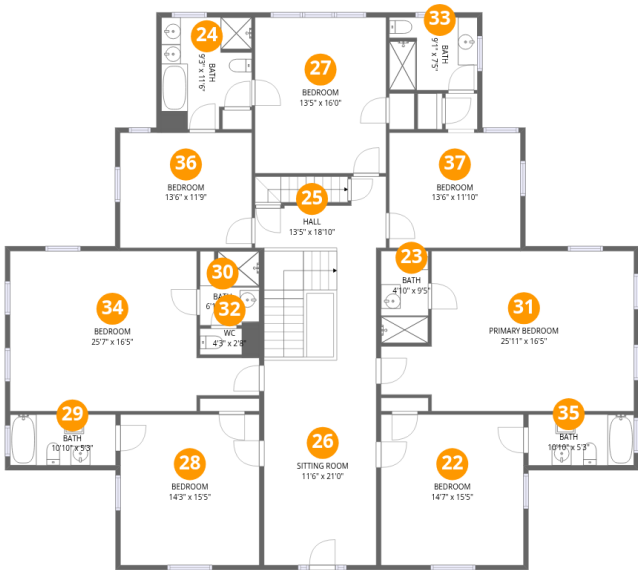 33
24
BATH
9'3" x 11'6"
BATH
9'1" x 7'5"
27
BEDROOM
13'5" x 16'0"
36
BEDROOM
13'6" x 11'9"
37
BEDROOM
13'6" x 11'10"
25
HALL
13'5" x 18'10"
30
23
BATH
4'10" x 9'5"
34
BEDROOM
25'7" x 16'5"
32
WC
4'3" x 2'8"
31
PRIMARY BEDROOM
25'11" x 16'5"
29
BATH
10'10" x 5'3"
35
BATH
10'10" x 5'3"
28
BEDROOM
14'3" x 15'5"
26
SITTING ROOM
11'6" x 21'0"
22
BEDROOM
14'7" x 15'5"